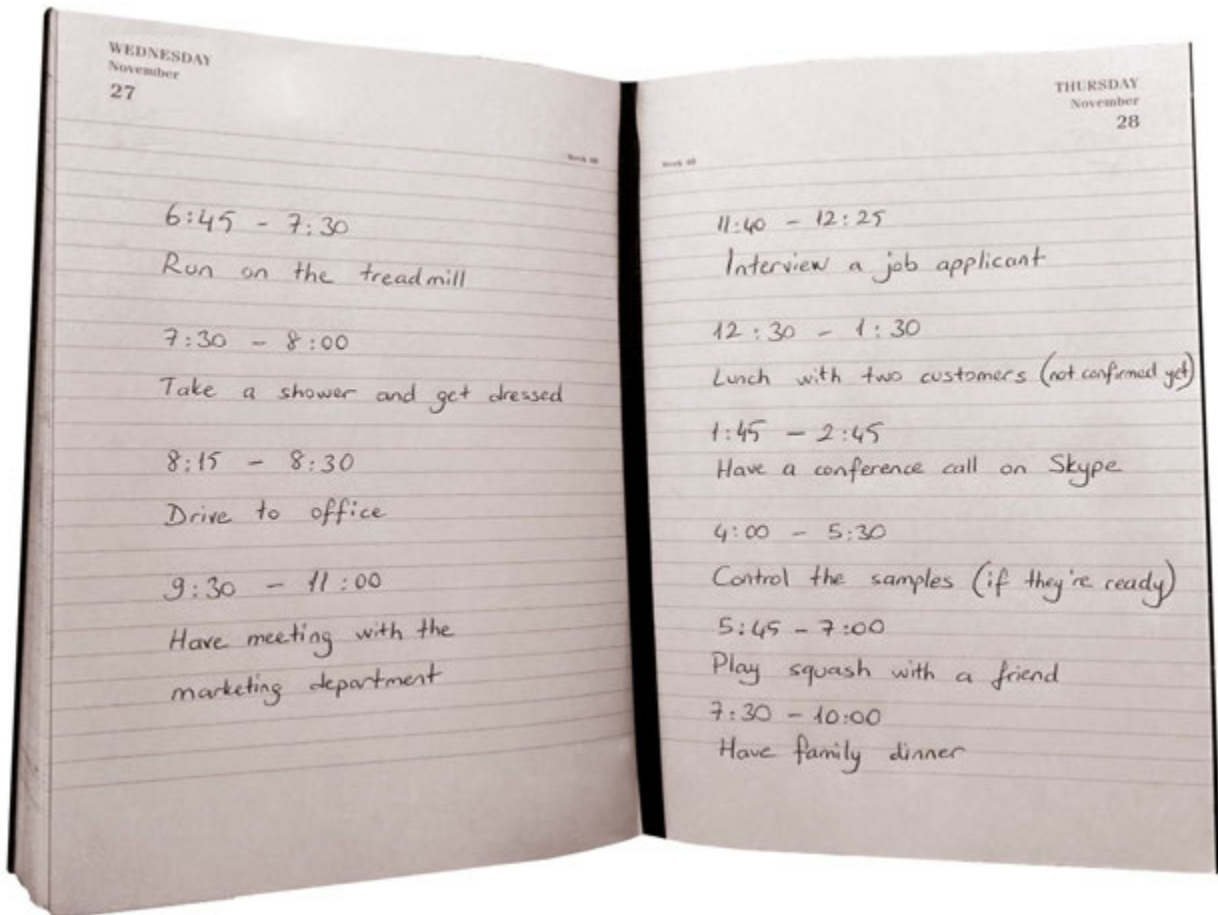 WEDNESDAY
November
27
6:45 - 7:30
Run on the treadmill
7:30 - 8:00
Take a shower and get dressed
8:15 - 8:30
Drive to office
9:30 - 11:00
Have meeting with the
marketing department
THURSDAY
November
28
11:40 - 12:25
Interview a job applicant
12:30 - 1:30
Lunch with two customers (not confirmed yet)
1:45 - 2:45
Have a conference call on Skype
4:00 - 5:30
Control the samples (if they're ready)
5:45 - 7:00
Play squash with a friend
7:30 - 10:00
Have family dinner